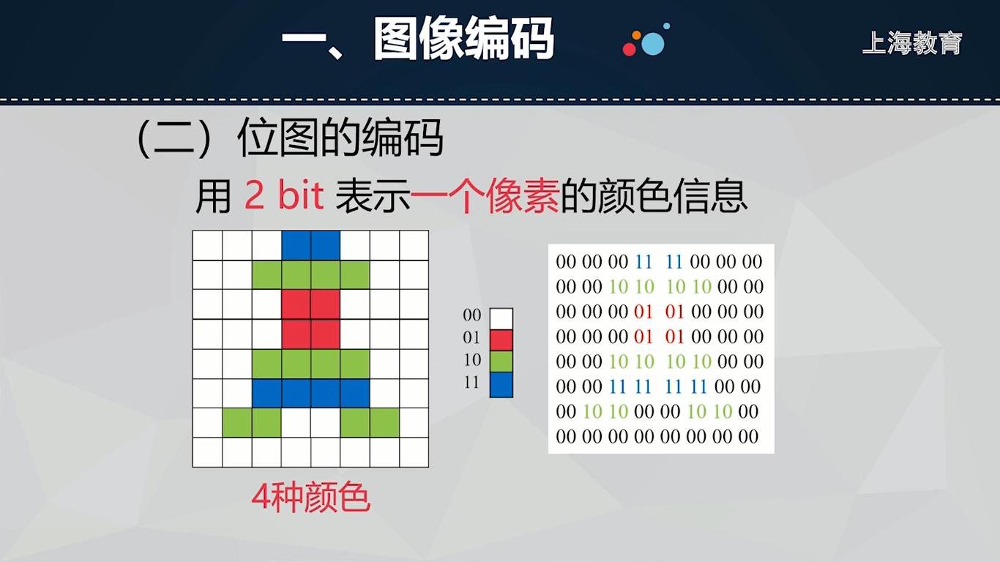 一、图像编码
上海教育
（二）位图的编码
用 2 bit 表示一个像素的颜色信息
00
01
10
11
00 00 00 11 11 00 00 00
00 00 10 10 10 10 00 00
00 00 00 01 01 00 00 00
00 00 00 01 01 00 00 00
00 00 10 10 10 10 00 00
00 00 11 11 11 11 00 00
00 10 10 00 00 10 10 00
00 00 00 00 00 00 00 00
4种颜色